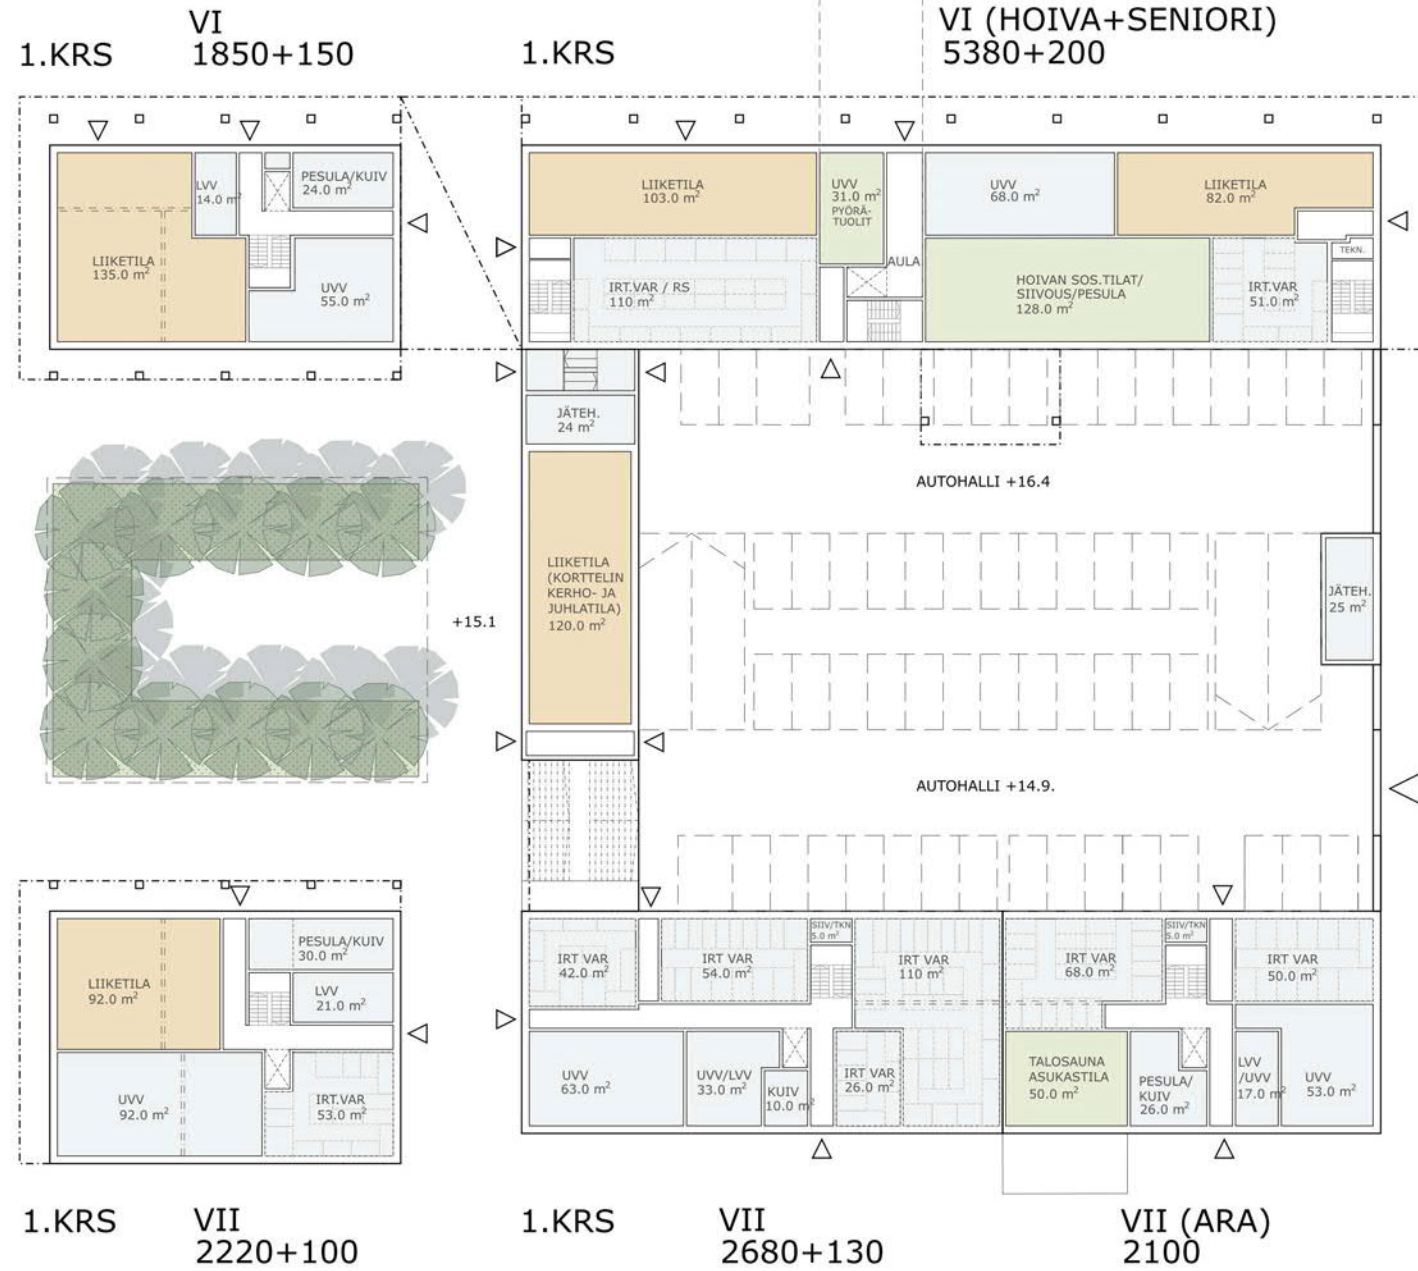 VI
1.KRS 1850+150
1.KRS
VI (HOIVA+SENIORI)
5380+200
LVV
14.0 m²
PESULA/KUIV
24.0 m²
LIIKETILA
135.0 m²
UVV
55.0 m²
LIIKETILA
103.0 m²
UVV
31.0 m²
PYÖRÄ-
TUOLIT
UVV
68.0 m²
LIIKETILA
82.0 m²
IRT.VAR / RS
110 m²
AULA
HOIVAN SOS.TILAT/
SIIVOUS/PESULA
128.0 m²
IRT.VAR
51.0 m²
TEKN.
JÄTEH.
24 m²
AUTOHALLI +16.4
LIIKETILA
(KORTTELIN
KERHO- JA
JUHLATILA)
120.0 m²
+15.1
JÄTEH.
25 m²
AUTOHALLI +14.9.
LIIKETILA
92.0 m²
PESULA/KUIV
30.0 m²
LVV
21.0 m²
UVV
92.0 m²
IRT.VAR
53.0 m²
IRT VAR
42.0 m²
IRT VAR
54.0 m²
SIIV/TKN
5.0 m²
IRT VAR
110 m²
IRT VAR
68.0 m²
SIIV/TKN
5.0 m²
IRT VAR
50.0 m²
UVV
63.0 m²
UVV/LVV
33.0 m²
KUIV
10.0 m²
IRT VAR
26.0 m²
TALOSAUNA
ASUKASTILA
50.0 m²
PESULA/
KUIV
26.0 m²
LVV
/UVV
17.0 m²
UVV
53.0 m²
1.KRS VII
2220+100
1.KRS VII
2680+130
VII (ARA)
2100